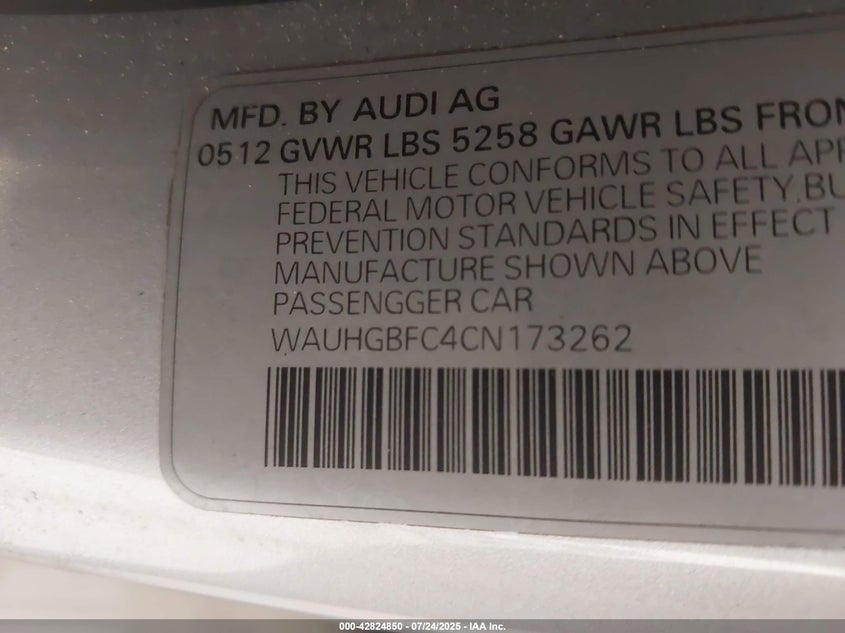 MFD. BY AUDI AG
0512 GVWR LBS 5258 GAWR LBS FRON
THIS VEHICLE CONFORMS TO ALL APP
FEDERAL MOTOR VEHICLE SAFETY,BU
PREVENTION STANDARDS IN EFFECT
MANUFACTURE SHOWN ABOVE
PASSENGGER CAR
WAUHGBFC4CN173262
000-42824850 - 07/24/2025 - IAA Inc.